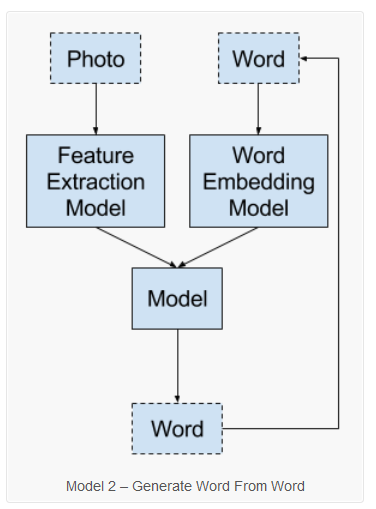 Photo
Word
Feature
Extraction
Model
Word
Embedding
Model
Model
Word
Model 2 – Generate Word From Word